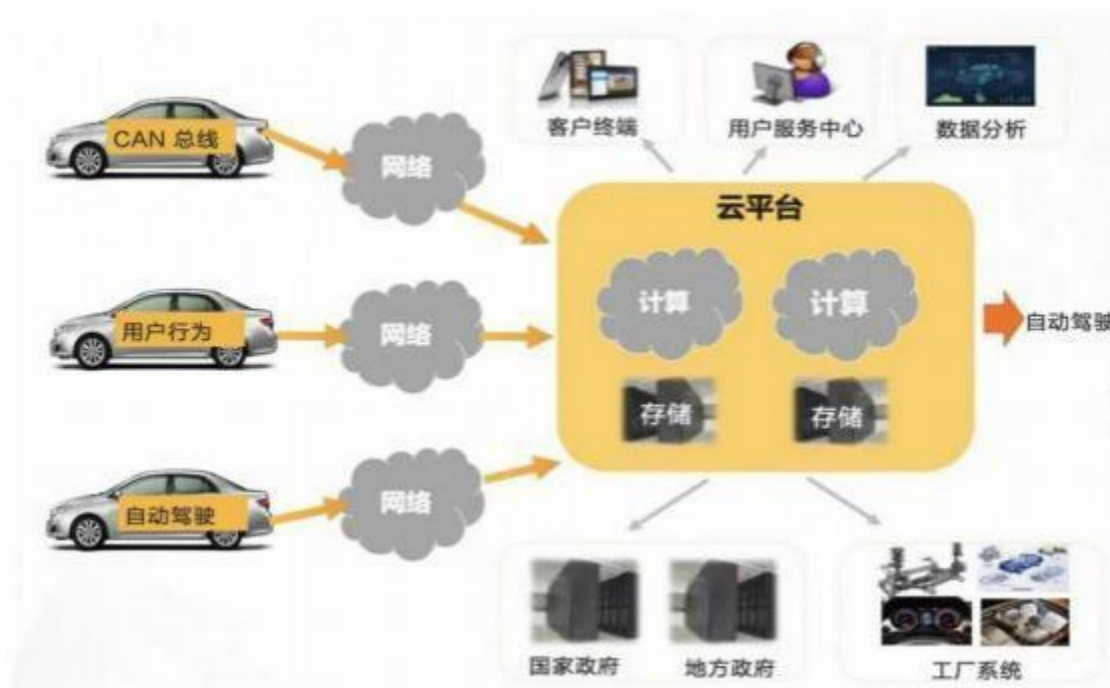 客户终端
用户服务中心
数据分析
CAN 总线
网络
云平台
计算
计算
用户行为
网络
自动驾驶
存储
存储
自动驾驶
网络
国家政府
地方政府
工厂系统